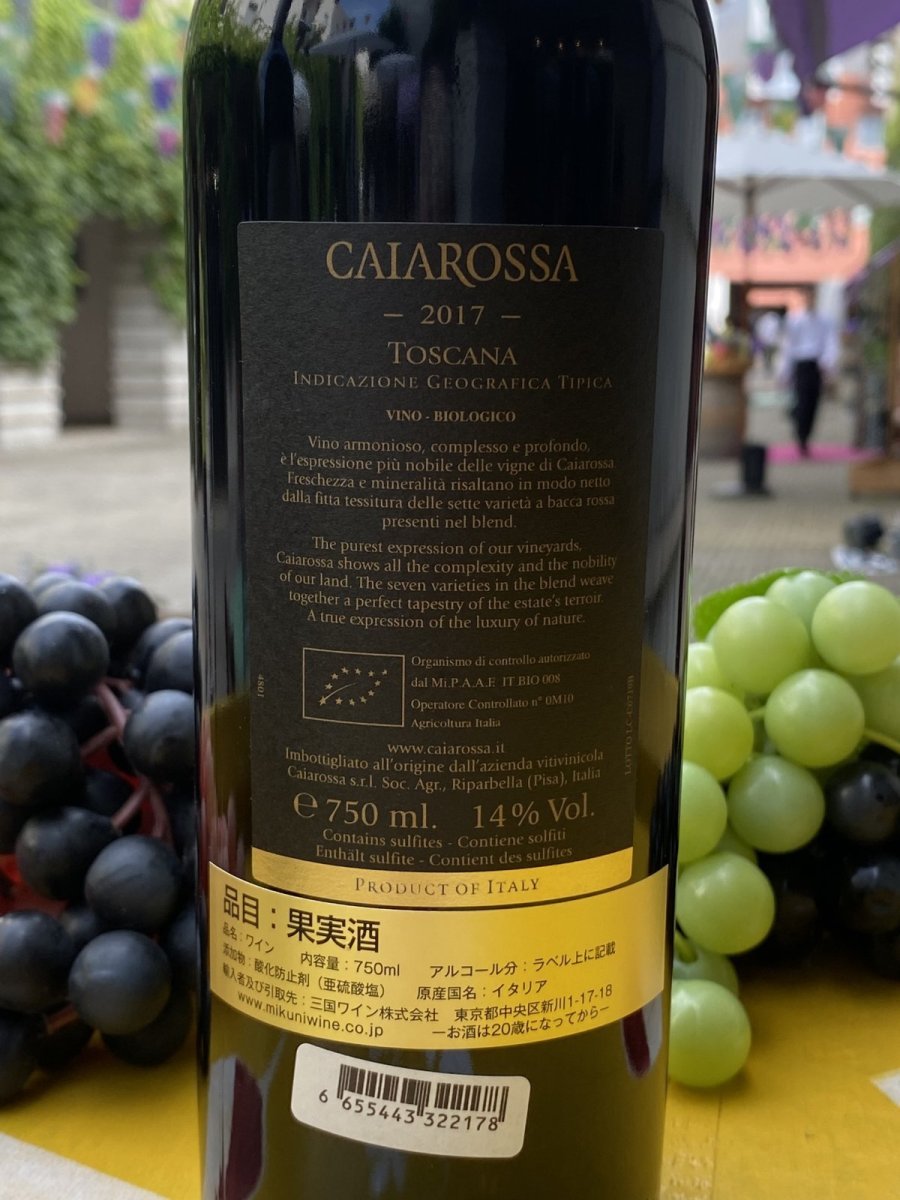 CAIAROSSA
– 2017 –
TOSCANA
INDICAZIONE GEOGRAFICA TIPICA
VINO - BIOLOGICO
Vino armonioso, complesso e profondo,
è l'espressione più nobile delle vigne di Caiarossa.
Freschezza e mineralità risaltano in modo netto
dalla fitta tessitura delle sette varietà a bacca rossa
presenti nel blend.
The purest expression of our vineyards,
Caiarossa shows all the complexity and the nobility
of our land. The seven varieties in the blend weave
together a perfect tapestry of the estate's terroir.
A true expression of the luxury of nature.
Organismo di controllo autorizzato
dal Mi.P.A.A.F. IT BIO 008
Operatore Controllato n° 0M10
Agricoltura Italia
4801
www.caiarossa.it
Imbottigliato all'origine dall'azienda vitivinicola
Caiarossa s.r.l. Soc. Agr., Riparbella (Pisa), Italia
℮ 750 ml. 14% Vol.
Contains sulfites - Contiene solfiti
Enthält sulfite - Contient des sulfites
PRODUCT OF ITALY
品目：果実酒
品名：ワイン 内容量：750ml アルコール分：ラベル上に記載
添加物：酸化防止剤（亜硫酸塩） 原産国名：イタリア
輸入者及び引取先：三国ワイン株式会社 東京都中央区新川1-17-18
www.mikuniwine.co.jp ―お酒は20歳になってから―
6 655443 322178